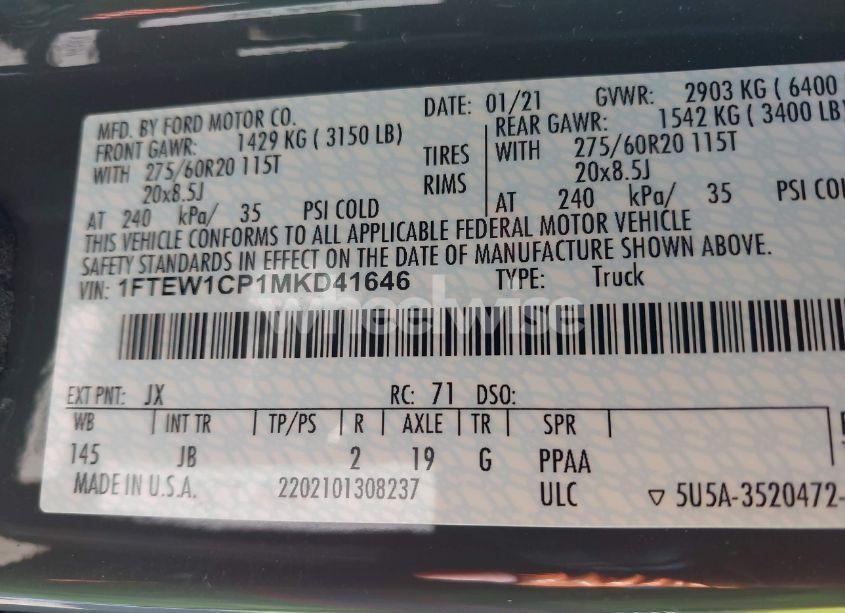 DATE: 01/21 GVWR: 2903 KG ( 6400
MFD. BY FORD MOTOR CO.
FRONT GAWR: 1429 KG ( 3150 LB)
REAR GAWR: 1542 KG ( 3400 LB)
WITH 275/60R20 115T TIRES WITH 275/60R20 115T
20x8.5J RIMS 20x8.5J
AT 240 kPa/ 35 PSI COLD AT 240 kPa/ 35 PSI COL
THIS VEHICLE CONFORMS TO ALL APPLICABLE FEDERAL MOTOR VEHICLE
SAFETY STANDARDS IN EFFECT ON THE DATE OF MANUFACTURE SHOWN ABOVE.
VIN: 1FTEW1CP1MKD41646 TYPE: Truck
wheelwise
EXT PNT: JX RC: 71 DSO:
WB INT TR TP/PS R AXLE TR SPR
145 JB 2 19 G PPAA
MADE IN U.S.A. 2202101308237 ULC ▽ 5U5A-3520472-